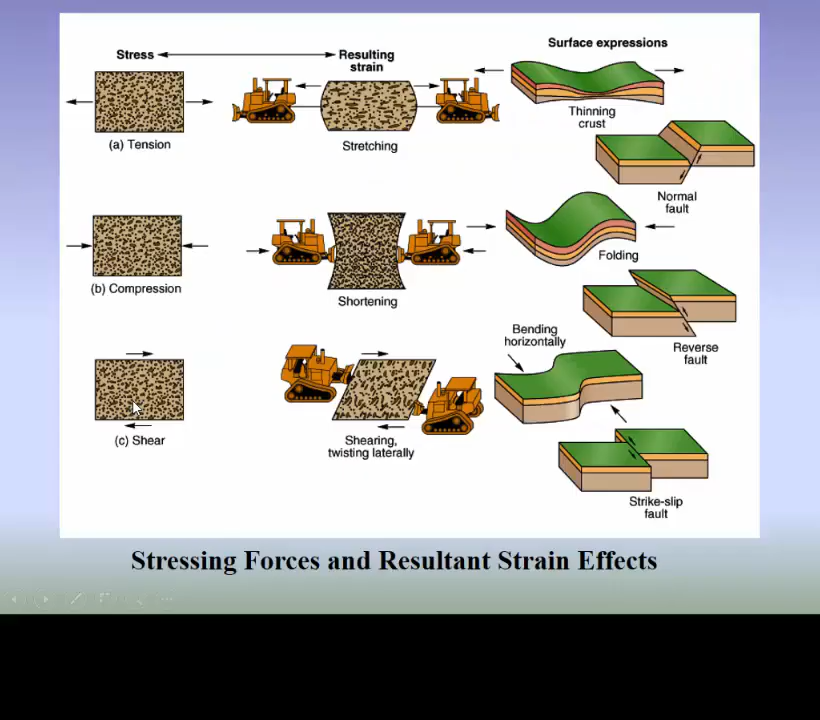 Stress
Resulting
strain
Surface expressions
(a) Tension
Stretching
Thinning
crust
Normal
fault
(b) Compression
Shortening
Folding
Reverse
fault
Bending
horizontally
(c) Shear
Shearing,
twisting laterally
Strike-slip
fault
Stressing Forces and Resultant Strain Effects